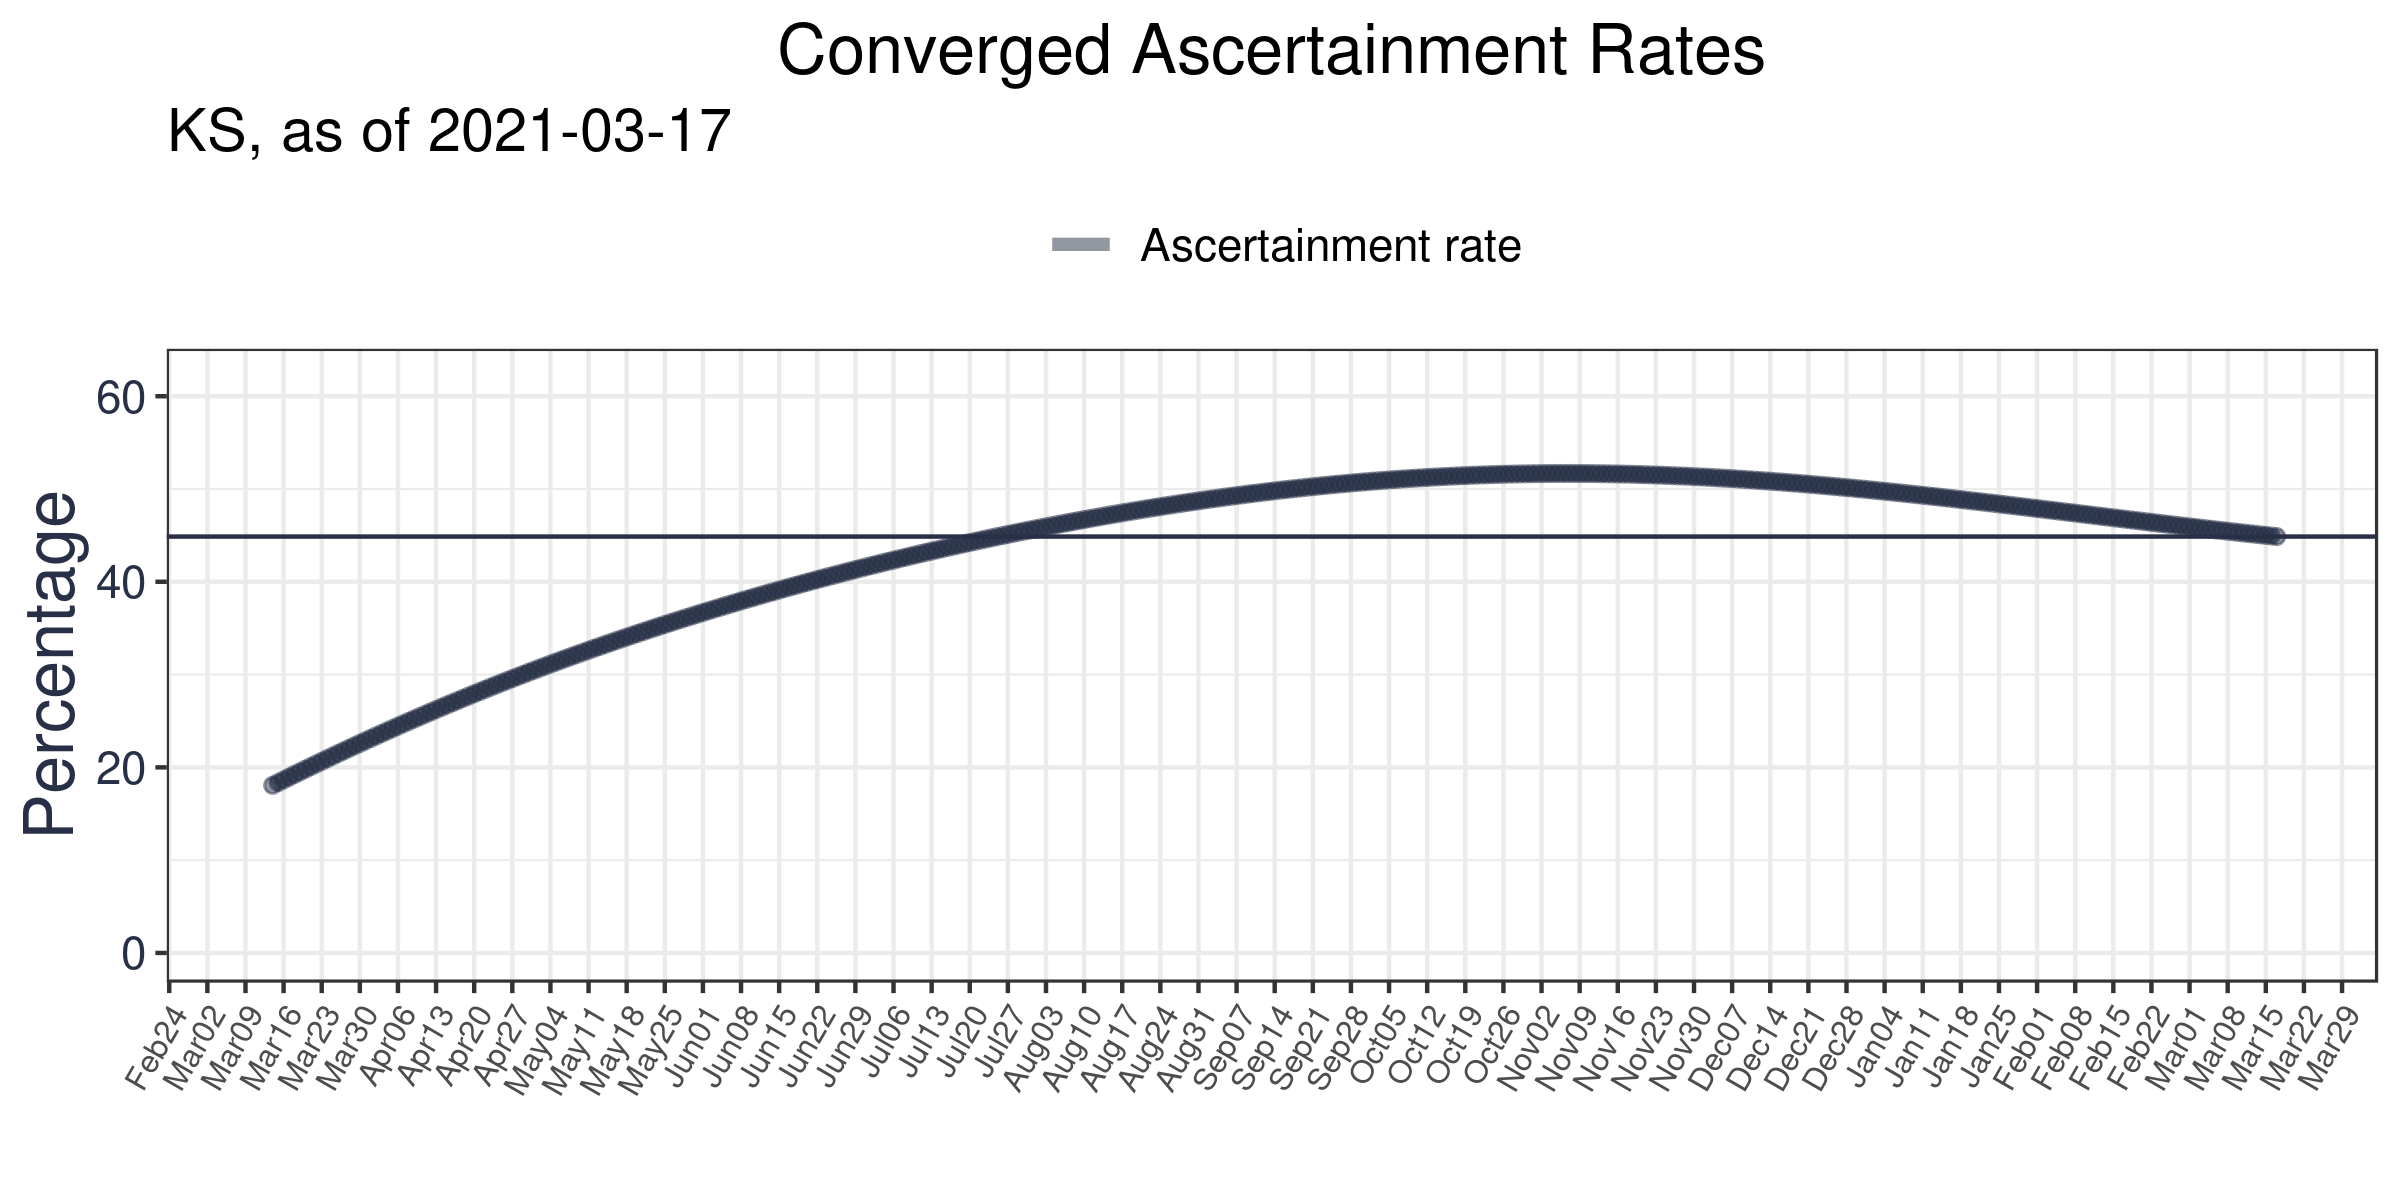 Converged Ascertainment Rates
KS, as of 2021-03-17
Ascertainment rate
Percentage
60
40
20
0
Feb24
Mar02
Mar09
Mar16
Mar23
Mar30
Apr06
Apr13
Apr20
Apr27
May04
May11
May18
May25
Jun01
Jun08
Jun15
Jun22
Jun29
Jul06
Jul13
Jul20
Jul27
Aug03
Aug10
Aug17
Aug24
Aug31
Sep07
Sep14
Sep21
Sep28
Oct05
Oct12
Oct19
Oct26
Nov02
Nov09
Nov16
Nov23
Nov30
Dec07
Dec14
Dec21
Dec28
Jan04
Jan11
Jan18
Jan25
Feb01
Feb08
Feb15
Feb22
Mar01
Mar08
Mar15
Mar22
Mar29